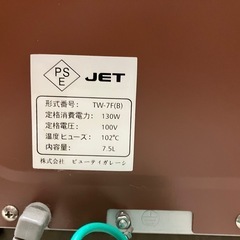 PS
E
JET
形式番号: TW-7F(B)
定格消費電力: 130W
定格電圧: 100V
温度ヒューズ: 102℃
内容量: 7.5L
株式会社 ビューティガレージ